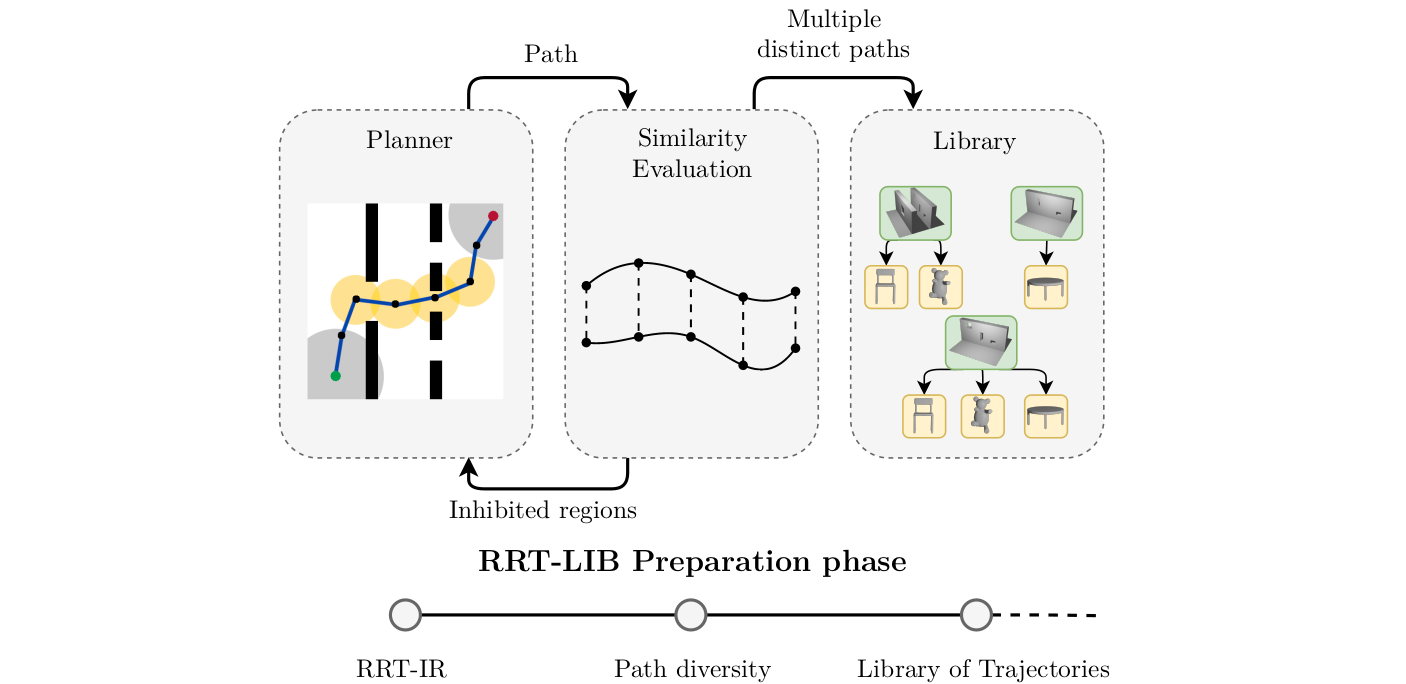 Path
Multiple
distinct paths
Planner
Similarity
Evaluation
Library
Inhibited regions
RRT-LIB Preparation phase
RRT-IR
Path diversity
Library of Trajectories